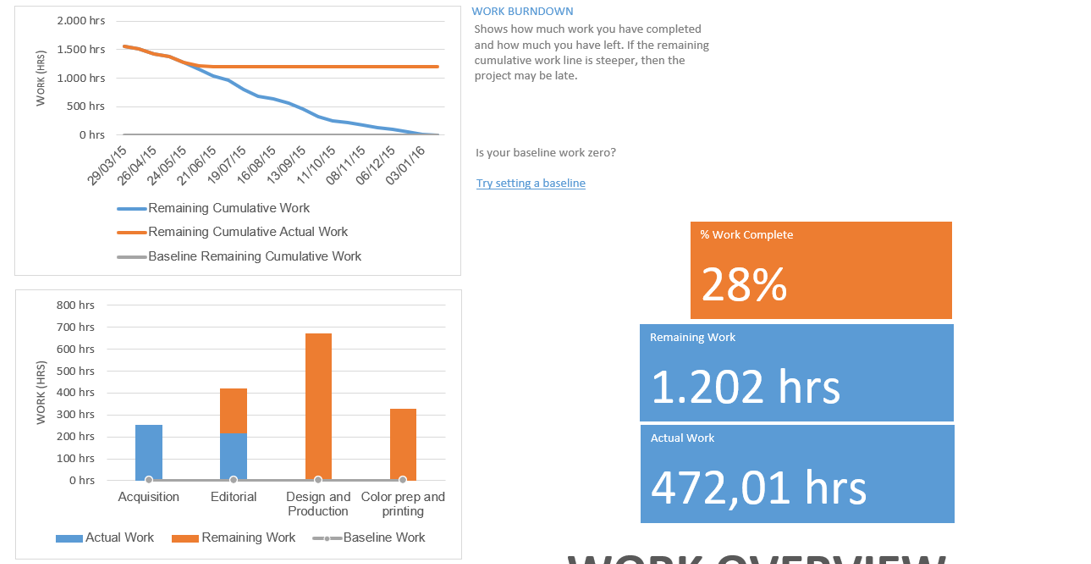 WORK BURNDOWN
Shows how much work you have completed
and how much you have left. If the remaining
cumulative work line is steeper, then the
project may be late.
Is your baseline work zero?
Try setting a baseline
2.000 hrs
1.500 hrs
1.000 hrs
500 hrs
0 hrs
WORK (HRS)
29/03/15
26/04/15
24/05/15
21/06/15
19/07/15
16/08/15
13/09/15
11/10/15
08/11/15
06/12/15
03/01/16
Remaining Cumulative Work
Remaining Cumulative Actual Work
Baseline Remaining Cumulative Work
% Work Complete
28%
Remaining Work
1.202 hrs
Actual Work
472,01 hrs
800 hrs
700 hrs
600 hrs
500 hrs
400 hrs
300 hrs
200 hrs
100 hrs
0 hrs
WORK (HRS)
Acquisition
Editorial
Design and
Production
Color prep and
printing
Actual Work
Remaining Work
Baseline Work
WORK OVERVIEW